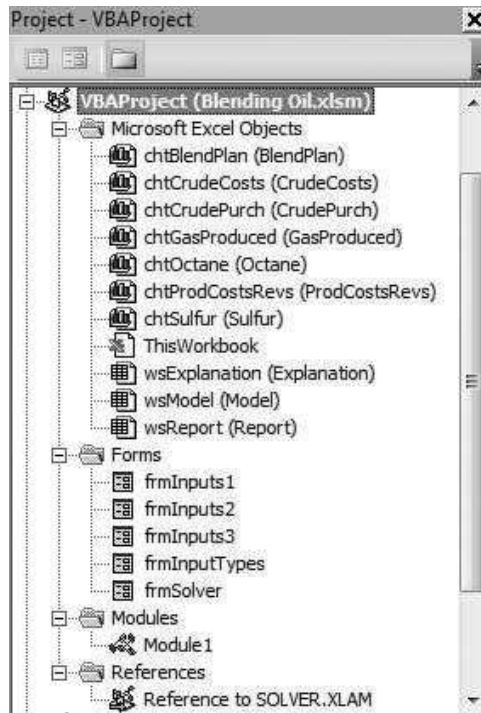 Project - VBAProject
VBAProject (Blending Oil.xlsm)
Microsoft Excel Objects
chtBlendPlan (BlendPlan)
chtCrudeCosts (CrudeCosts)
chtCrudePurch (CrudePurch)
chtGasProduced (GasProduced)
chtOctane (Octane)
chtProdCostsRevs (ProdCostsRevs)
chtSulfur (Sulfur)
ThisWorkbook
wsExplanation (Explanation)
wsModel (Model)
wsReport (Report)
Forms
frmInputs1
frmInputs2
frmInputs3
frmInputTypes
frmSolver
Modules
Module1
References
Reference to SOLVER.XLAM